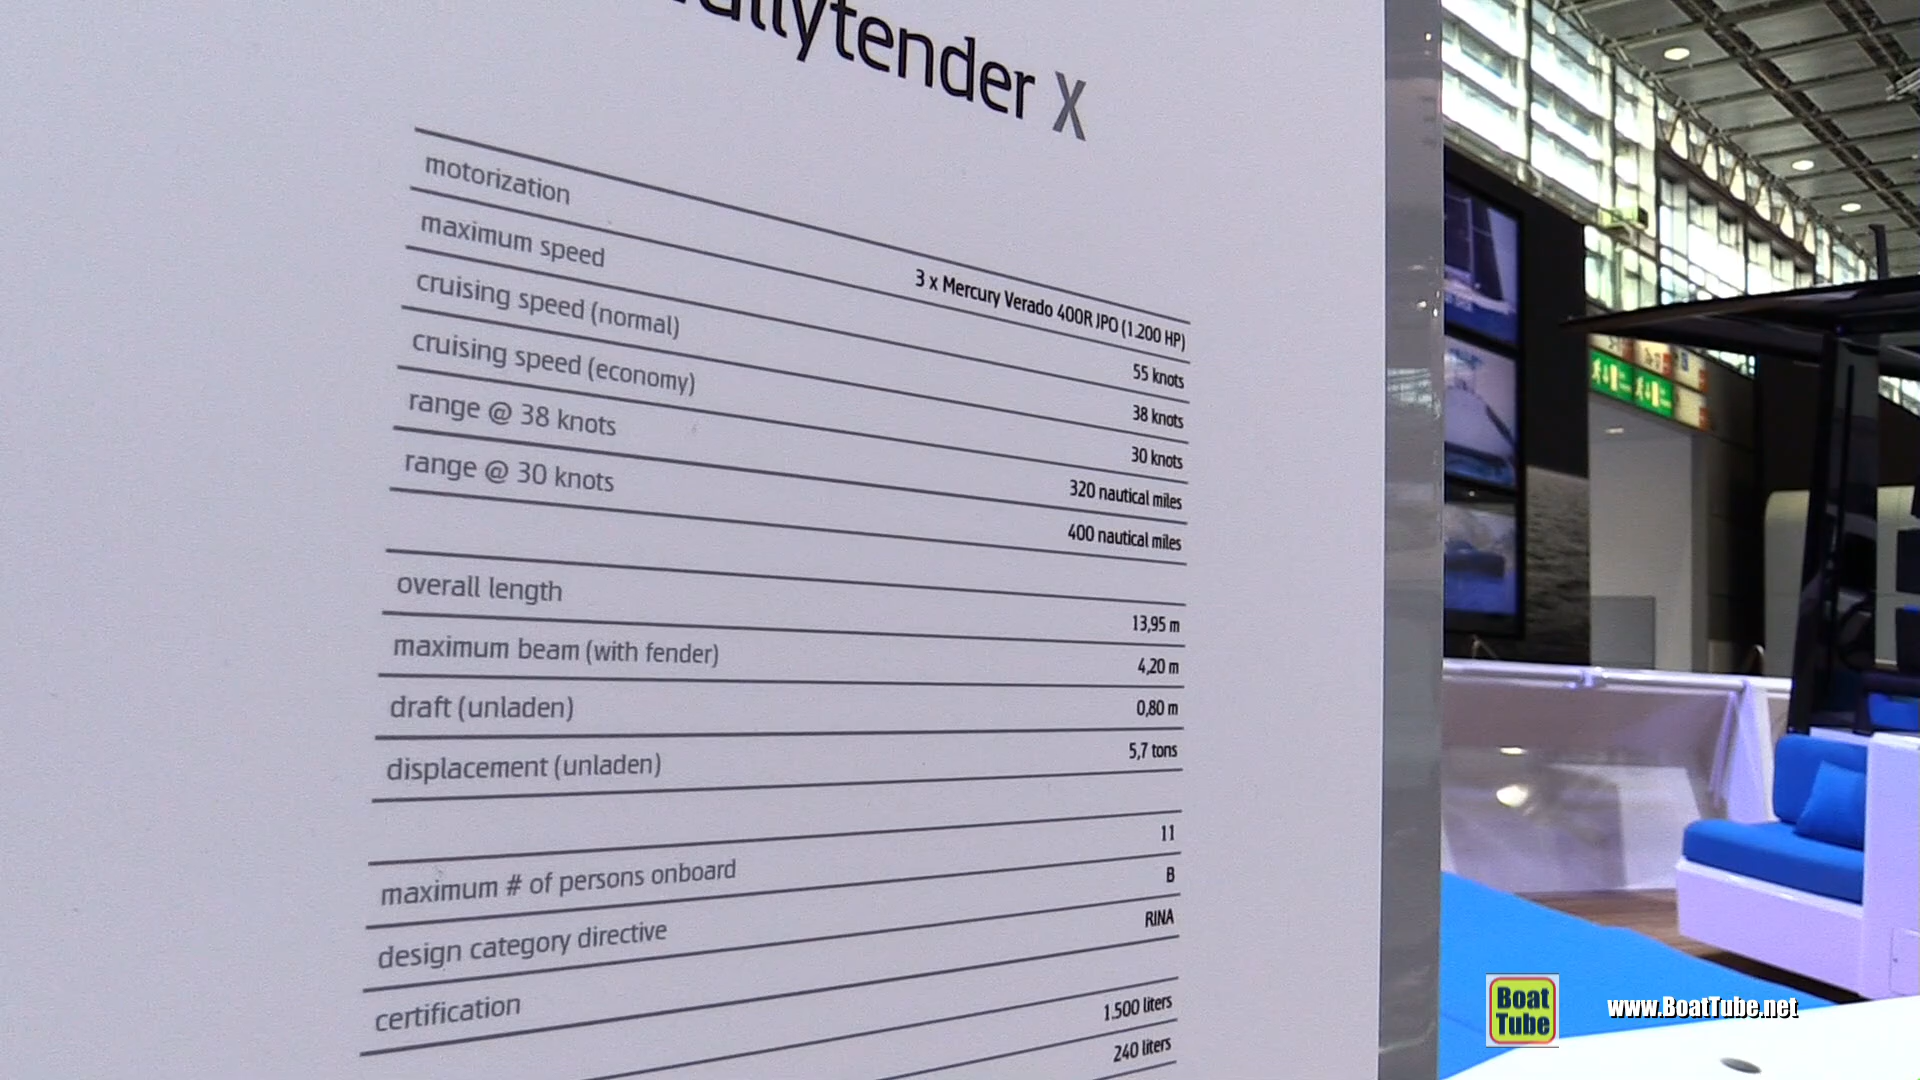 tender X
motorization 3 x Mercury Verado 400R JPO (1.200 HP)
maximum speed 55 knots
cruising speed (normal) 38 knots
cruising speed (economy) 30 knots
range @ 38 knots 320 nautical miles
range @ 30 knots 400 nautical miles
overall length 13,95 m
maximum beam (with fender) 4,20 m
draft (unladen) 0,80 m
displacement (unladen) 5,7 tons
maximum # of persons onboard 11
design category directive B
certification RINA
1.500 liters
240 liters
Boat
Tube
www.BoatTube.net